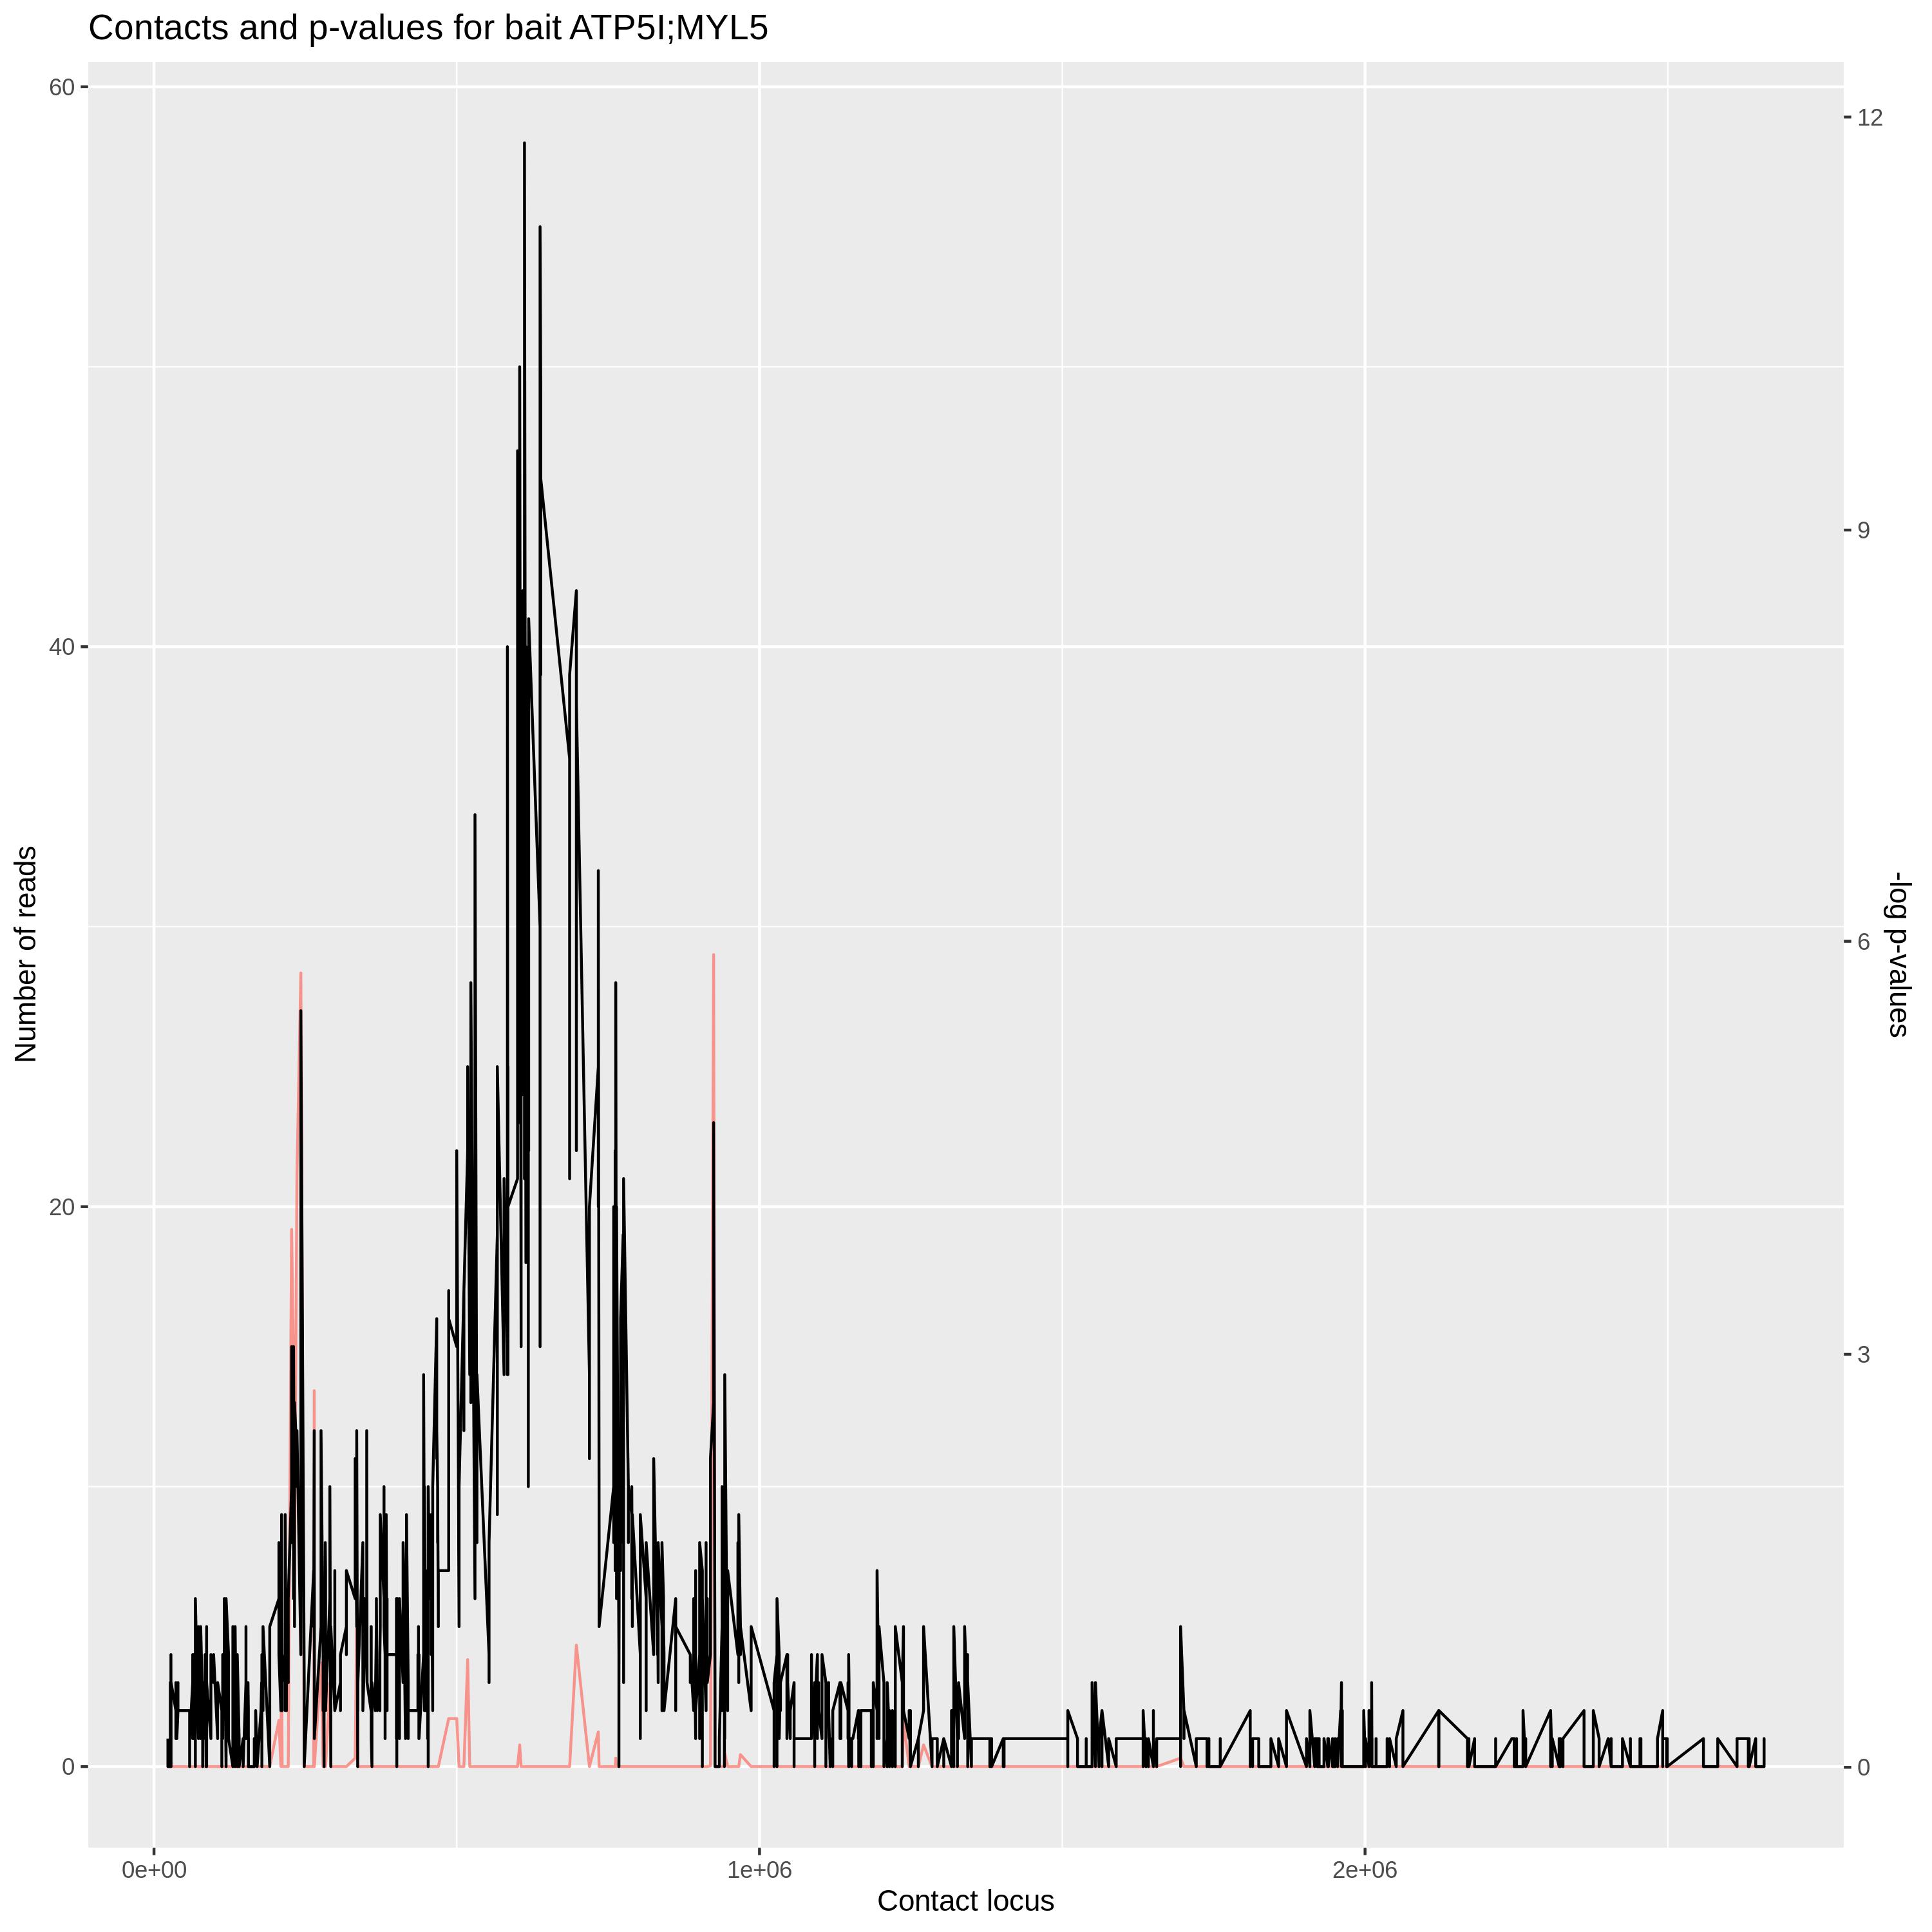 Contacts and p-values for bait ATP5I;MYL5
60
40
20
0
Number of reads
12
9
6
3
0
-log p-values
0e+00
1e+06
2e+06
Contact locus